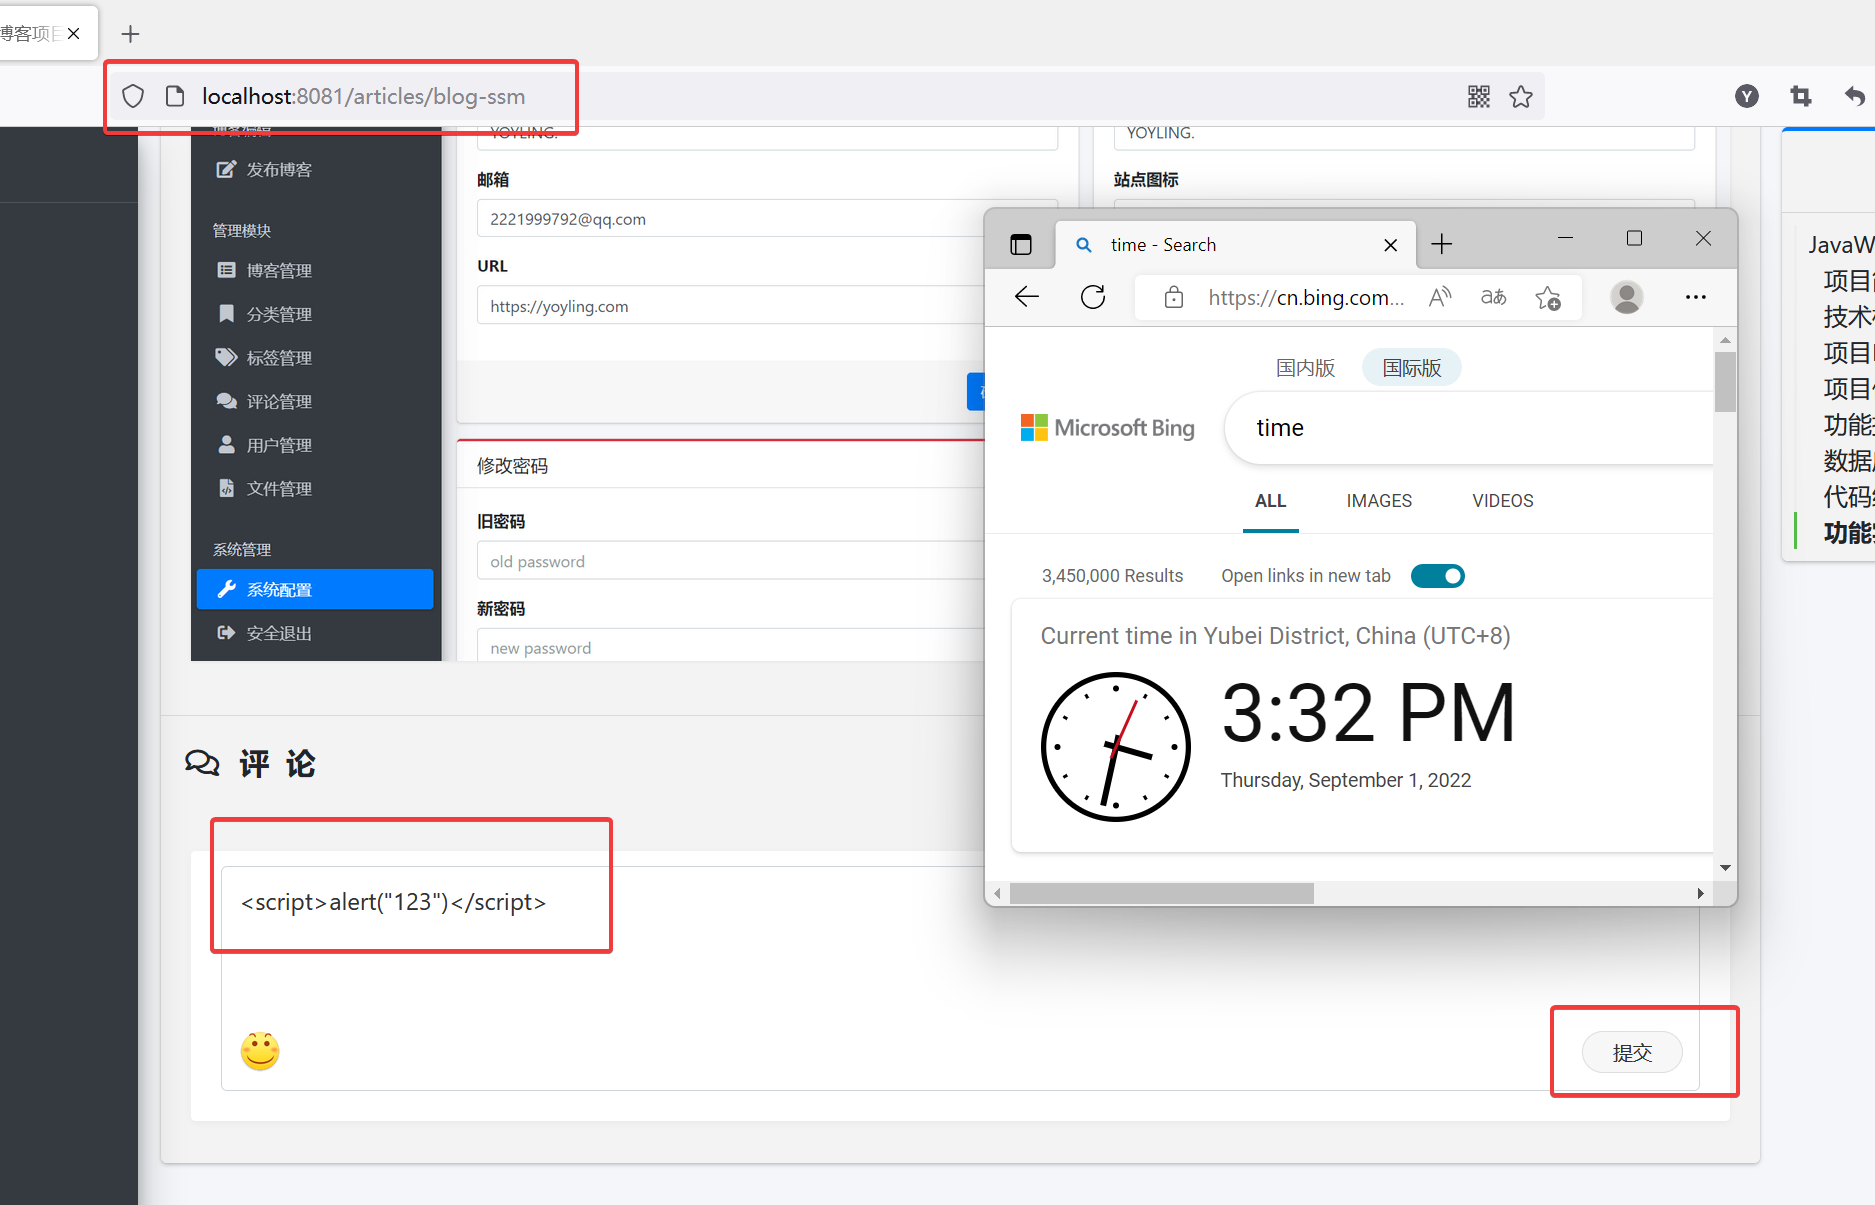 博客项目
localhost:8081/articles/blog-ssm
YOYLING.
YOYLING.
发布博客
邮箱
站点图标
2221999792@qq.com
管理模块
博客管理
URL
分类管理
https://yoyling.com
标签管理
评论管理
用户管理
修改密码
文件管理
旧密码
old password
系统管理
系统配置
新密码
安全退出
new password
评 论
<script>alert("123")</script>
提交
time - Search
https://cn.bing.com...
国内版 国际版
Microsoft Bing
time
ALL IMAGES VIDEOS
3,450,000 Results Open links in new tab
Current time in Yubei District, China (UTC+8)
3:32 PM
Thursday, September 1, 2022
Y
JavaW
项目
技术
项目
项目
功能
数据
代码
功能